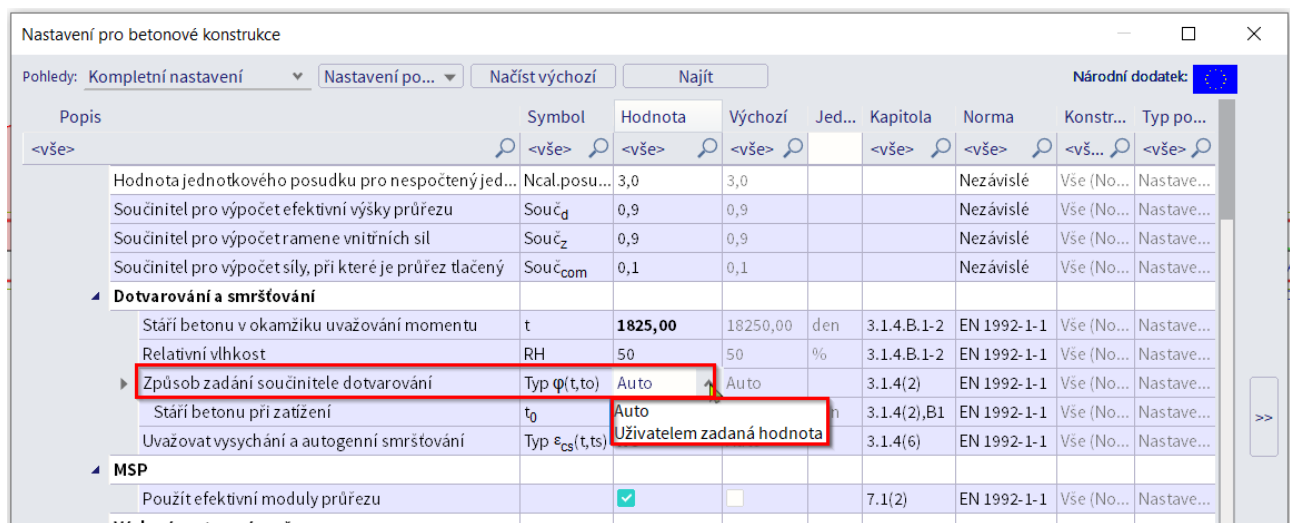 Nastavení pro betonové konstrukce
Pohledy: Kompletní nastavení Nastavení po... Načíst výchozí Najít Národní dodatek:
Popis Symbol Hodnota Výchozí Jed... Kapitola Norma Konstr... Typ po...
<vše> <vše> <vše> <vše> <vše> <vše> <vš... <vše>
Hodnota jednotkového posudku pro nespočtený jed... Ncal.posu... 3,0 3,0 Nezávislé Vše (No... Nastave...
Součinitel pro výpočet efektivní výšky průřezu Součd 0,9 0,9 Nezávislé Vše (No... Nastave...
Součinitel pro výpočet ramene vnitřních sil Součz 0,9 0,9 Nezávislé Vše (No... Nastave...
Součinitel pro výpočet síly, při které je průřez tlačený Součcom 0,1 0,1 Nezávislé Vše (No... Nastave...
Dotvarování a smršťování
Stáří betonu v okamžiku uvažování momentu t 1825,00 18250,00 den 3.1.4.B.1-2 EN 1992-1-1 Vše (No... Nastave...
Relativní vlhkost RH 50 50 % 3.1.4.B.1-2 EN 1992-1-1 Vše (No... Nastave...
Způsob zadání součinitele dotvarování Typ φ(t,to) Auto Auto 3.1.4(2) EN 1992-1-1 Vše (No... Nastave...
Stáří betonu při zatížení t0 Auto 3.1.4(2),B1 EN 1992-1-1 Vše (No... Nastave...
Uživatelem zadaná hodnota
Uvažovat vysychání a autogenní smršťování Typ εcs(t,ts) 3.1.4(6) EN 1992-1-1 Vše (No... Nastave...
>>
MSP
Použít efektivní moduly průřezu 7.1(2) EN 1992-1-1 Vše (No... Nastave...